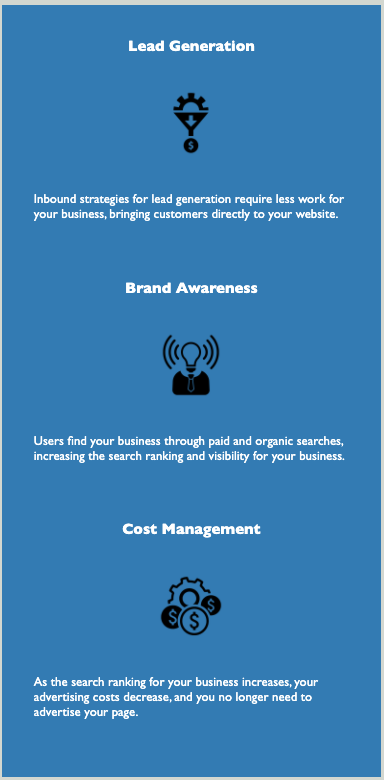 Lead Generation
$
Inbound strategies for lead generation require less work for
your business, bringing customers directly to your website.
Brand Awareness
Users find your business through paid and organic searches,
increasing the search ranking and visibility for your business.
Cost Management
$ $ $
As the search ranking for your business increases, your
advertising costs decrease, and you no longer need to
advertise your page.